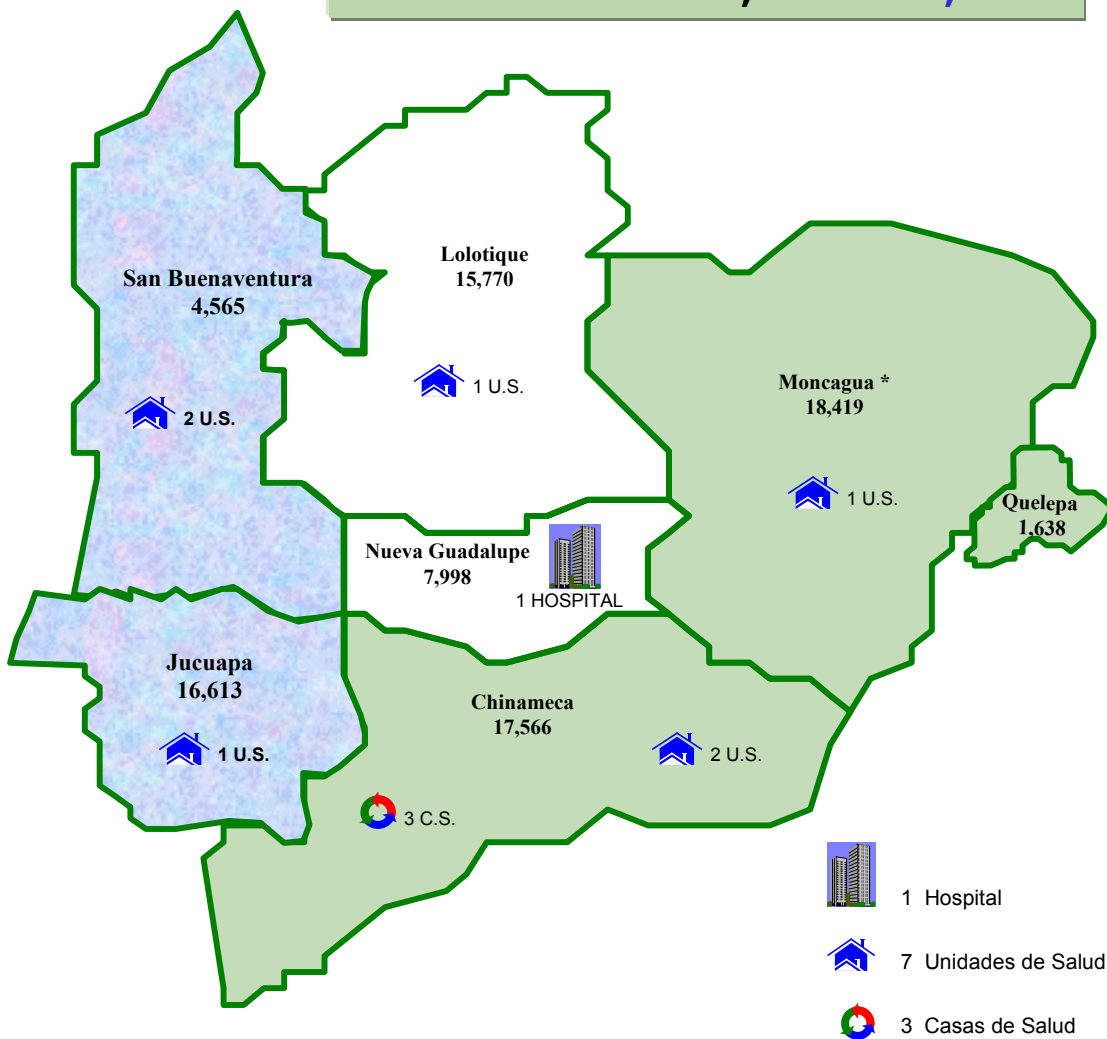 Lolotique
15,770
San Buenaventura
4,565
1 U.S.
Moncagua *
18,419
2 U.S.
1 U.S.
Quelepa
1,638
Nueva Guadalupe
7,998
1 HOSPITAL
Jucuapa
16,613
Chinameca
17,566
1 U.S.
2 U.S.
3 C.S.
1 Hospital
7 Unidades de Salud
3 Casas de Salud